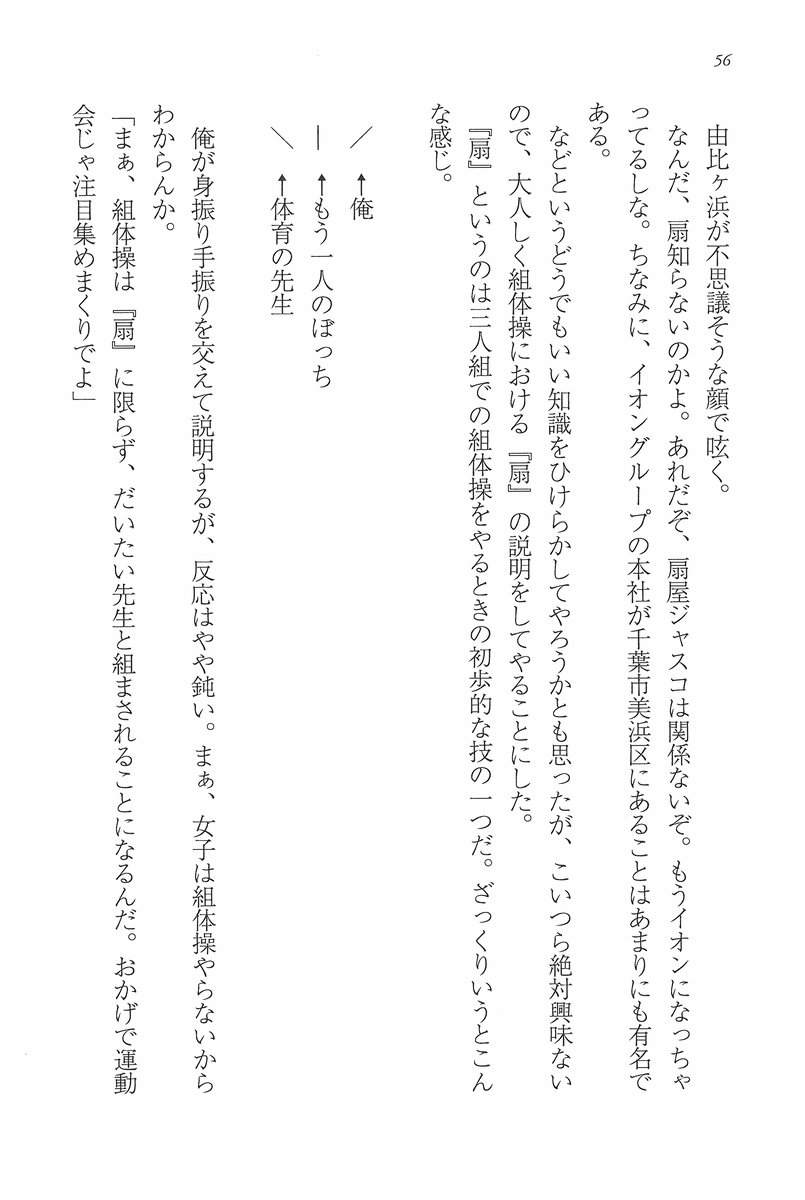 56
由比ヶ浜が不思議そうな顔で呟く。
なんだ、扇知らないのかよ。あれだぞ、扇屋ジャスコは関係ないぞ。もうイオンになっちゃ
ってるしな。ちなみに、イオングループの本社が千葉市美浜区にあることはあまりにも有名で
ある。
などというどうでもいい知識をひけらかしてやろうかとも思ったが、こいつら絶対興味ない
ので、大人しく組体操における『扇』の説明をしてやることにした。
『扇』というのは三人組での組体操をやるときの初歩的な技の一つだ。ざっくりいうとこん
な感じ。
／　↑俺
｜　↑もう一人のぼっち
＼　↑体育の先生
俺が身振り手振りを交えて説明するが、反応はやや鈍い。まぁ、女子は組体操やらないから
わからんか。
「まぁ、組体操は『扇』に限らず、だいたい先生と組まされることになるんだ。おかげで運動
会じゃ注目集めまくりでよ」